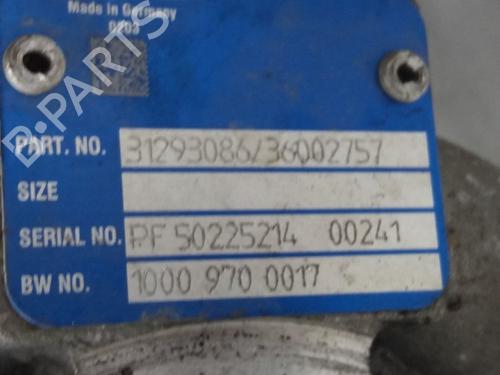 Made in Germany
0203
PART. NO. 31293086/36002757
SIZE
SERIAL NO. PF 50225214 00241
BW NO. 1000 970 0017
B-PARTS